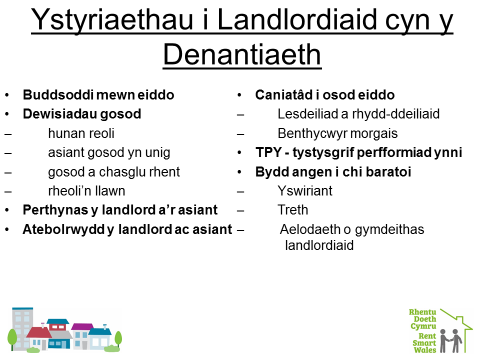 Ystyriaethau i Landlordiaid cyn y
Denantiaeth
• Buddsoddi mewn eiddo
• Dewisiadau gosod
– hunan reoli
– asiant gosod yn unig
– gosod a chasglu rhent
– rheoli’n llawn
• Perthynas y landlord a’r asiant
• Atebolrwydd y landlord ac asiant
• Caniatâd i osod eiddo
– Lesdeiliad a rhydd-ddeiliaid
– Benthycwyr morgais
• TPY - tystysgrif perfformiad ynni
• Bydd angen i chi baratoi
– Yswiriant
– Treth
– Aelodaeth o gymdeithas
landlordiaid
Rhentu
Doeth
Cymru
Rent
Smart
Wales